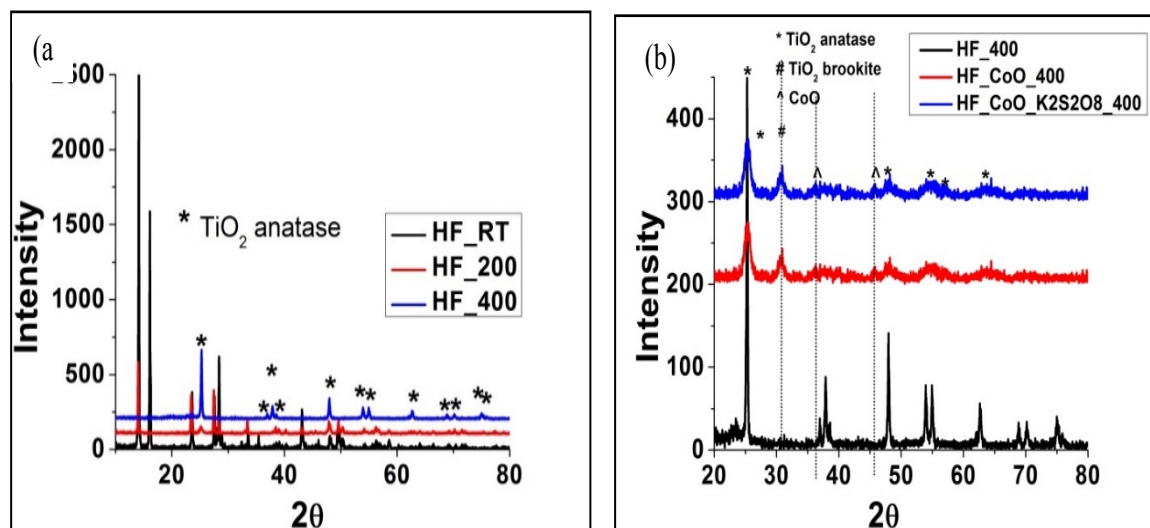 (a
500
2000
1500
1000
500
0
Intensity
* TiO2 anatase
HF_RT
HF_200
HF_400
* * * * * * * * * * * *
20 40 60 80
2θ
(b)
* TiO2 anatase
# TiO2 brookite
^ CoO
HF_400
HF_CoO_400
HF_CoO_K2S2O8_400
400
300
200
100
0
Intensity
* * # ^ ^ * * * *
20 30 40 50 60 70 80
2θ